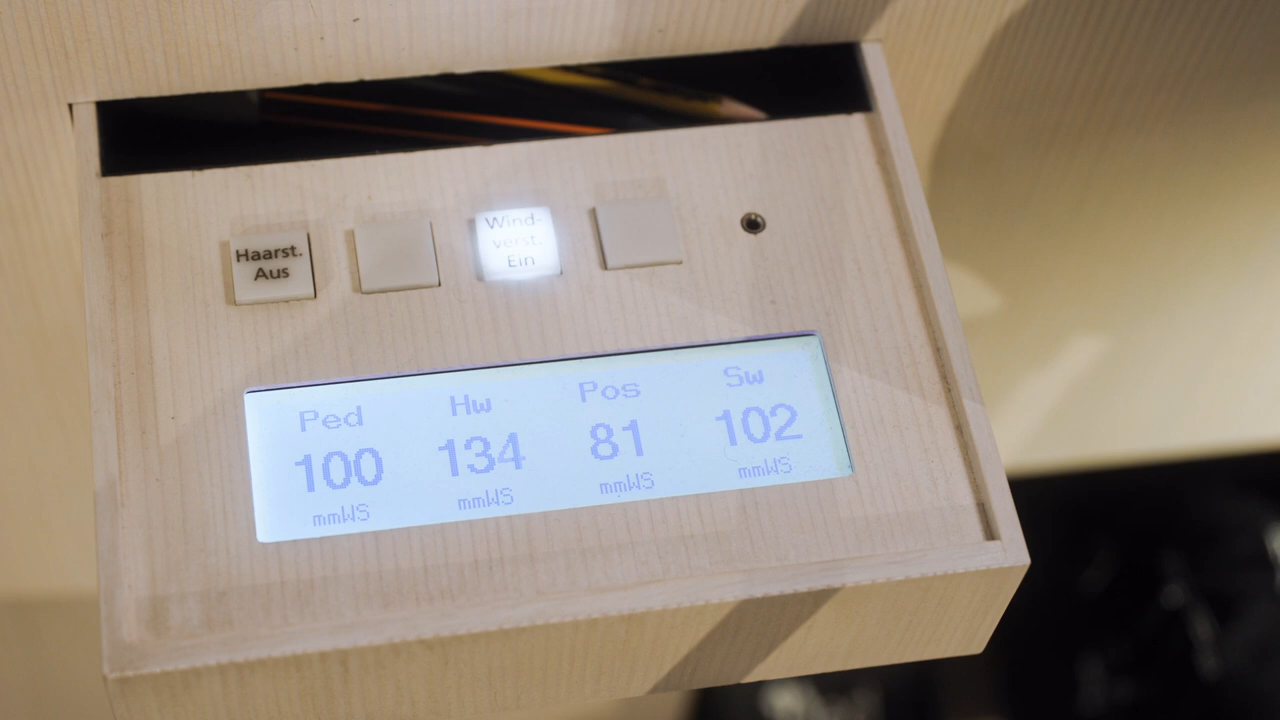 Haarst.
Aus
Wind-
verst.
Ein
Ped Hw Pos Sw
100 134 81 102
mmWS mmWS mmWS mmWS